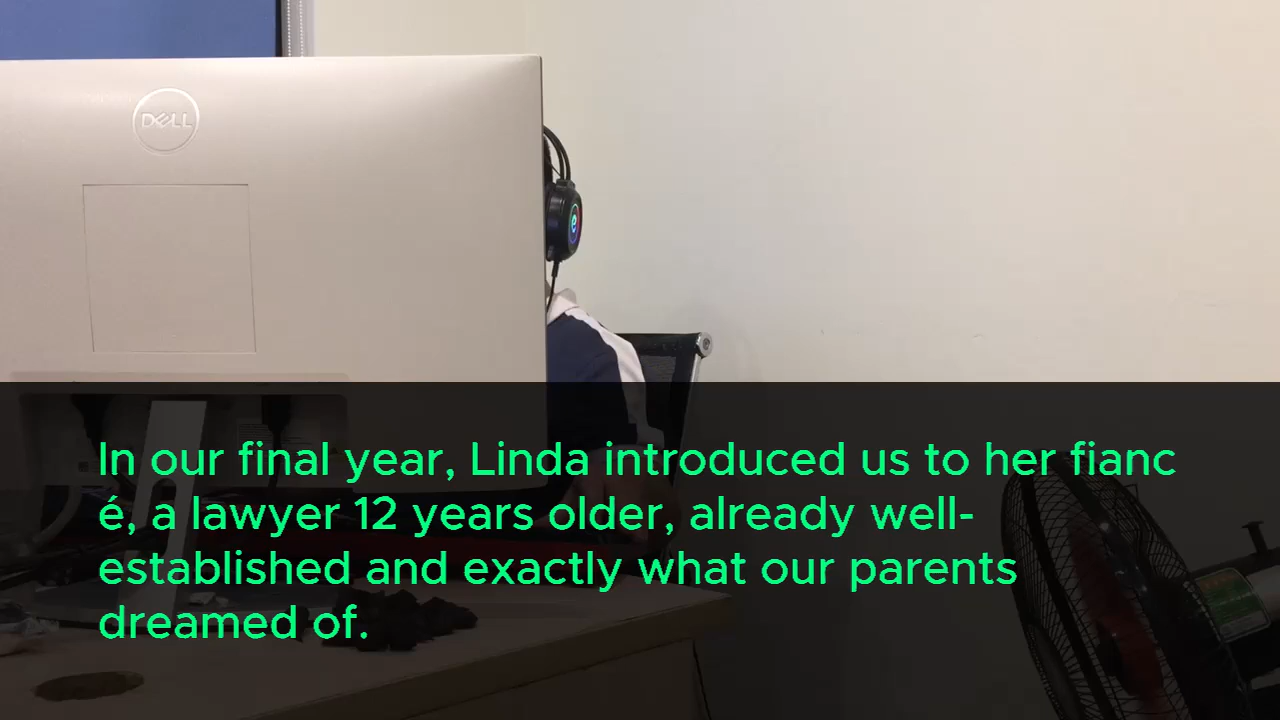 DELL
In our final year, Linda introduced us to her fianc
é, a lawyer 12 years older, already well-
established and exactly what our parents
dreamed of.